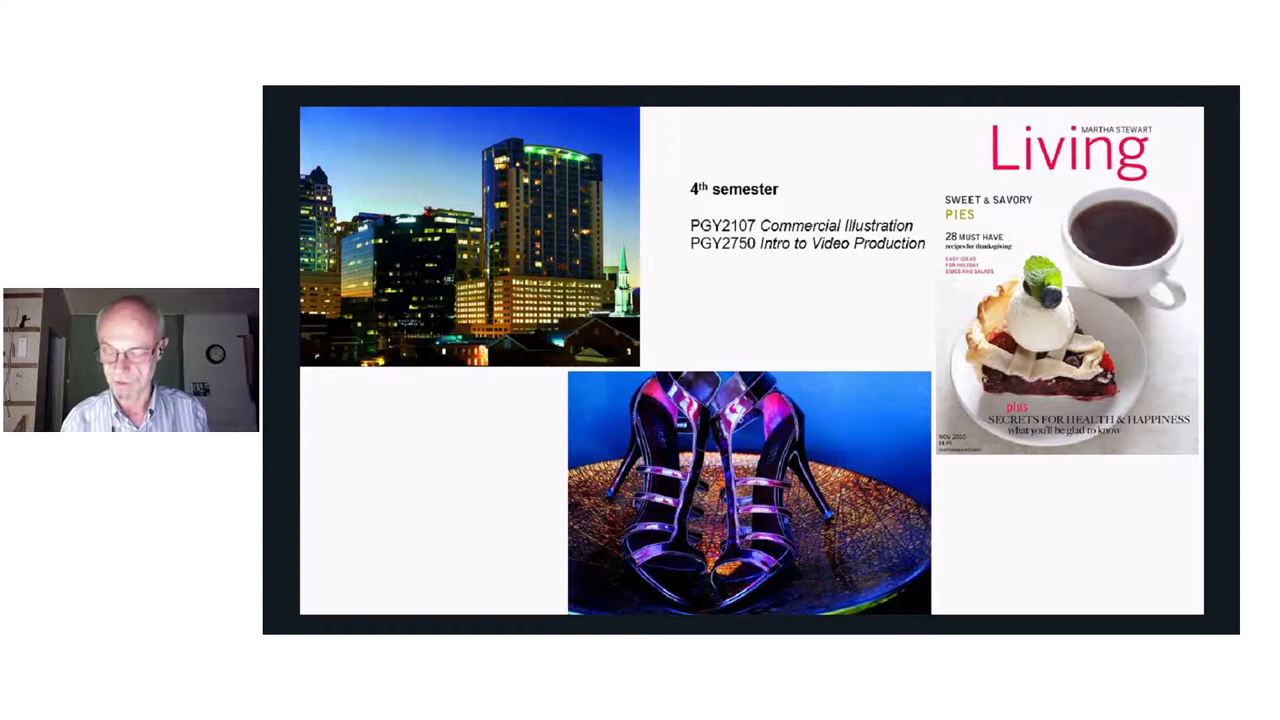 4th semester
PGY2107 Commercial Illustration
PGY2750 Intro to Video Production
MARTHA STEWART
Living
SWEET & SAVORY
PIES
28 MUST HAVE
recipes for thanksgiving
EASY IDEAS
FOR HOLIDAY
SIDES AND SALADS
plus
SECRETS FOR HEALTH & HAPPINESS
what you'll be glad to know
NOV 2010